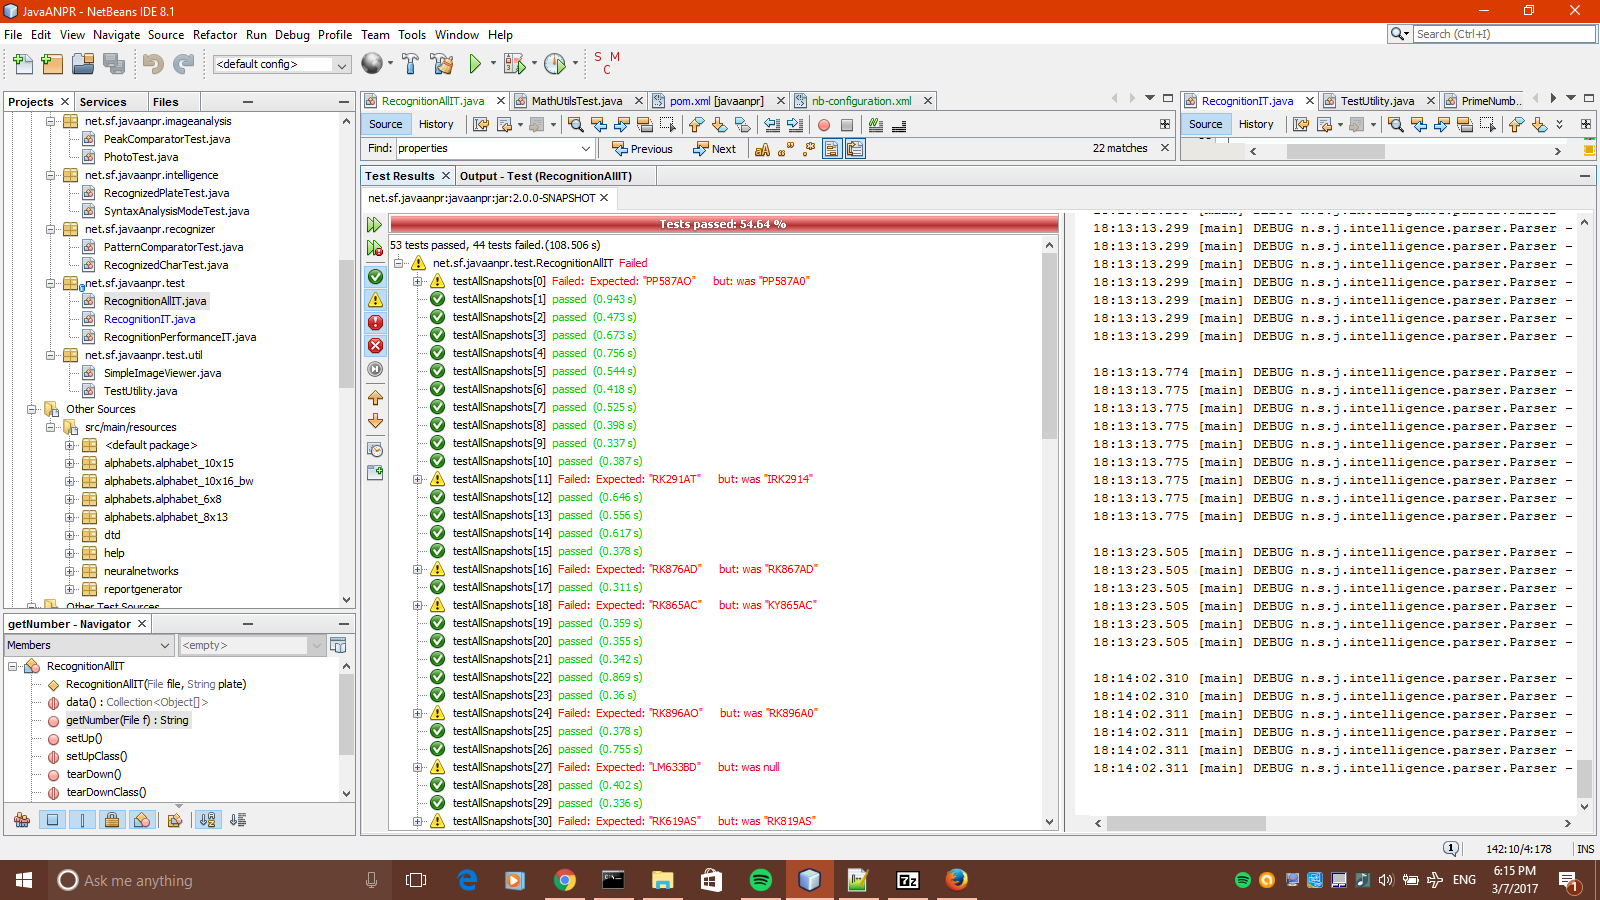 JavaANPR - NetBeans IDE 8.1
File Edit View Navigate Source Refactor Run Debug Profile Team Tools Window Help
Search (Ctrl+I)
<default config>
S M
C
Projects Services Files
net.sf.javaanpr.imageanalysis
PeakComparatorTest.java
PhotoTest.java
net.sf.javaanpr.intelligence
RecognizedPlateTest.java
SyntaxAnalysisModeTest.java
net.sf.javaanpr.recognizer
PatternComparatorTest.java
RecognizedCharTest.java
net.sf.javaanpr.test
RecognitionAllIT.java
RecognitionIT.java
RecognitionPerformanceIT.java
net.sf.javaanpr.test.util
SimpleImageViewer.java
TestUtility.java
Other Sources
src/main/resources
<default package>
alphabets.alphabet_10x15
alphabets.alphabet_10x16_bw
alphabets.alphabet_6x8
alphabets.alphabet_8x13
dtd
help
neuralnetworks
reportgenerator
Other Test Sources
getNumber - Navigator
Members
<empty>
RecognitionAllIT
RecognitionAllIT(File file, String plate)
data() : Collection<Object[]>
getNumber(File f) : String
setUp()
setUpClass()
tearDown()
tearDownClass()
RecognitionAllIT.java MathUtilsTest.java pom.xml [javaanpr] nb-configuration.xml
Source History
Find: properties Previous Next 22 matches
Test Results Output - Test (RecognitionAllIT)
net.sf.javaanpr:javaanpr:jar:2.0.0-SNAPSHOT
Tests passed: 54.64 %
53 tests passed, 44 tests failed.(108.506 s)
net.sf.javaanpr.test.RecognitionAllIT Failed
testAllSnapshots[0] Failed: Expected: "PP587AO" but: was "PP587A0"
testAllSnapshots[1] passed (0.943 s)
testAllSnapshots[2] passed (0.473 s)
testAllSnapshots[3] passed (0.673 s)
testAllSnapshots[4] passed (0.756 s)
testAllSnapshots[5] passed (0.544 s)
testAllSnapshots[6] passed (0.418 s)
testAllSnapshots[7] passed (0.525 s)
testAllSnapshots[8] passed (0.398 s)
testAllSnapshots[9] passed (0.337 s)
testAllSnapshots[10] passed (0.387 s)
testAllSnapshots[11] Failed: Expected: "RK291AT" but: was "IRK2914"
testAllSnapshots[12] passed (0.646 s)
testAllSnapshots[13] passed (0.556 s)
testAllSnapshots[14] passed (0.617 s)
testAllSnapshots[15] passed (0.378 s)
testAllSnapshots[16] Failed: Expected: "RK876AD" but: was "RK867AD"
testAllSnapshots[17] passed (0.311 s)
testAllSnapshots[18] Failed: Expected: "RK865AC" but: was "KY865AC"
testAllSnapshots[19] passed (0.359 s)
testAllSnapshots[20] passed (0.355 s)
testAllSnapshots[21] passed (0.342 s)
testAllSnapshots[22] passed (0.869 s)
testAllSnapshots[23] passed (0.36 s)
testAllSnapshots[24] Failed: Expected: "RK896AO" but: was "RK896A0"
testAllSnapshots[25] passed (0.378 s)
testAllSnapshots[26] passed (0.755 s)
testAllSnapshots[27] Failed: Expected: "LM633BD" but: was null
testAllSnapshots[28] passed (0.402 s)
testAllSnapshots[29] passed (0.336 s)
testAllSnapshots[30] Failed: Expected: "RK619AS" but: was "RK819AS"
RecognitionIT.java TestUtility.java PrimeNumb...
Source History
18:13:13.299 [main] DEBUG n.s.j.intelligence.parser.Parser -
18:13:13.299 [main] DEBUG n.s.j.intelligence.parser.Parser -
18:13:13.299 [main] DEBUG n.s.j.intelligence.parser.Parser -
18:13:13.299 [main] DEBUG n.s.j.intelligence.parser.Parser -
18:13:13.299 [main] DEBUG n.s.j.intelligence.parser.Parser -
18:13:13.299 [main] DEBUG n.s.j.intelligence.parser.Parser -
18:13:13.299 [main] DEBUG n.s.j.intelligence.parser.Parser -
18:13:13.774 [main] DEBUG n.s.j.intelligence.parser.Parser -
18:13:13.775 [main] DEBUG n.s.j.intelligence.parser.Parser -
18:13:13.775 [main] DEBUG n.s.j.intelligence.parser.Parser -
18:13:13.775 [main] DEBUG n.s.j.intelligence.parser.Parser -
18:13:13.775 [main] DEBUG n.s.j.intelligence.parser.Parser -
18:13:13.775 [main] DEBUG n.s.j.intelligence.parser.Parser -
18:13:13.775 [main] DEBUG n.s.j.intelligence.parser.Parser -
18:13:13.775 [main] DEBUG n.s.j.intelligence.parser.Parser -
18:13:13.775 [main] DEBUG n.s.j.intelligence.parser.Parser -
18:13:23.505 [main] DEBUG n.s.j.intelligence.parser.Parser -
18:13:23.505 [main] DEBUG n.s.j.intelligence.parser.Parser -
18:13:23.505 [main] DEBUG n.s.j.intelligence.parser.Parser -
18:13:23.505 [main] DEBUG n.s.j.intelligence.parser.Parser -
18:13:23.505 [main] DEBUG n.s.j.intelligence.parser.Parser -
18:13:23.505 [main] DEBUG n.s.j.intelligence.parser.Parser -
18:14:02.310 [main] DEBUG n.s.j.intelligence.parser.Parser -
18:14:02.310 [main] DEBUG n.s.j.intelligence.parser.Parser -
18:14:02.311 [main] DEBUG n.s.j.intelligence.parser.Parser -
18:14:02.311 [main] DEBUG n.s.j.intelligence.parser.Parser -
18:14:02.311 [main] DEBUG n.s.j.intelligence.parser.Parser -
18:14:02.311 [main] DEBUG n.s.j.intelligence.parser.Parser -
1 142:10/4:178 INS
Ask me anything
7z
ENG
6:15 PM
3/7/2017
1